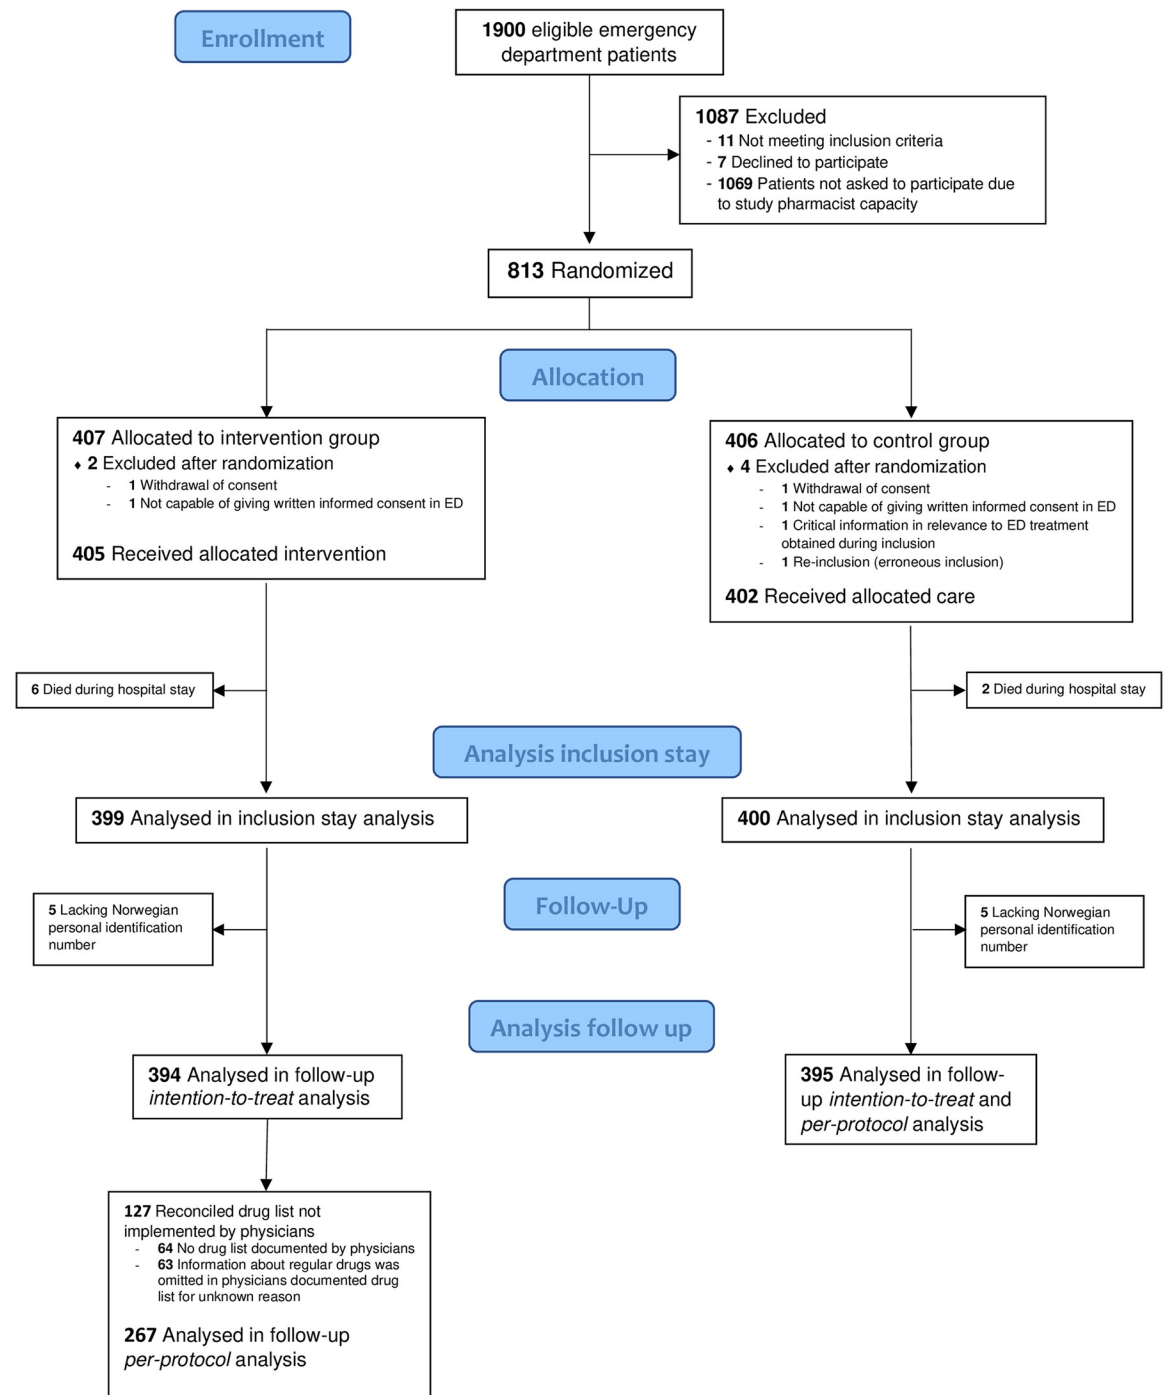 Enrollment
1900 eligible emergency
department patients
1087 Excluded
- 11 Not meeting inclusion criteria
- 7 Declined to participate
- 1069 Patients not asked to participate due
to study pharmacist capacity
813 Randomized
Allocation
407 Allocated to intervention group
♦ 2 Excluded after randomization
- 1 Withdrawal of consent
- 1 Not capable of giving written informed consent in ED
405 Received allocated intervention
406 Allocated to control group
♦ 4 Excluded after randomization
- 1 Withdrawal of consent
- 1 Not capable of giving written informed consent in ED
- 1 Critical information in relevance to ED treatment
obtained during inclusion
- 1 Re-inclusion (erroneous inclusion)
402 Received allocated care
6 Died during hospital stay
2 Died during hospital stay
Analysis inclusion stay
399 Analysed in inclusion stay analysis
400 Analysed in inclusion stay analysis
Follow-Up
5 Lacking Norwegian
personal identification
number
5 Lacking Norwegian
personal identification
number
Analysis follow up
394 Analysed in follow-up
intention-to-treat analysis
395 Analysed in follow-
up intention-to-treat and
per-protocol analysis
127 Reconciled drug list not
implemented by physicians
- 64 No drug list documented by physicians
- 63 Information about regular drugs was
omitted in physicians documented drug
list for unknown reason
267 Analysed in follow-up
per-protocol analysis